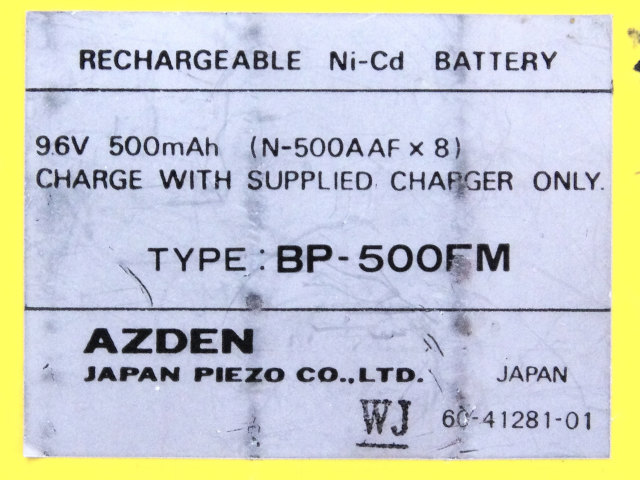 RECHARGEABLE Ni-Cd BATTERY
9.6V 500mAh (N-500AAF x 8)
CHARGE WITH SUPPLIED CHARGER ONLY.
TYPE : BP-500FM
AZDEN
JAPAN PIEZO CO.,LTD. JAPAN
WJ 60-41281-01